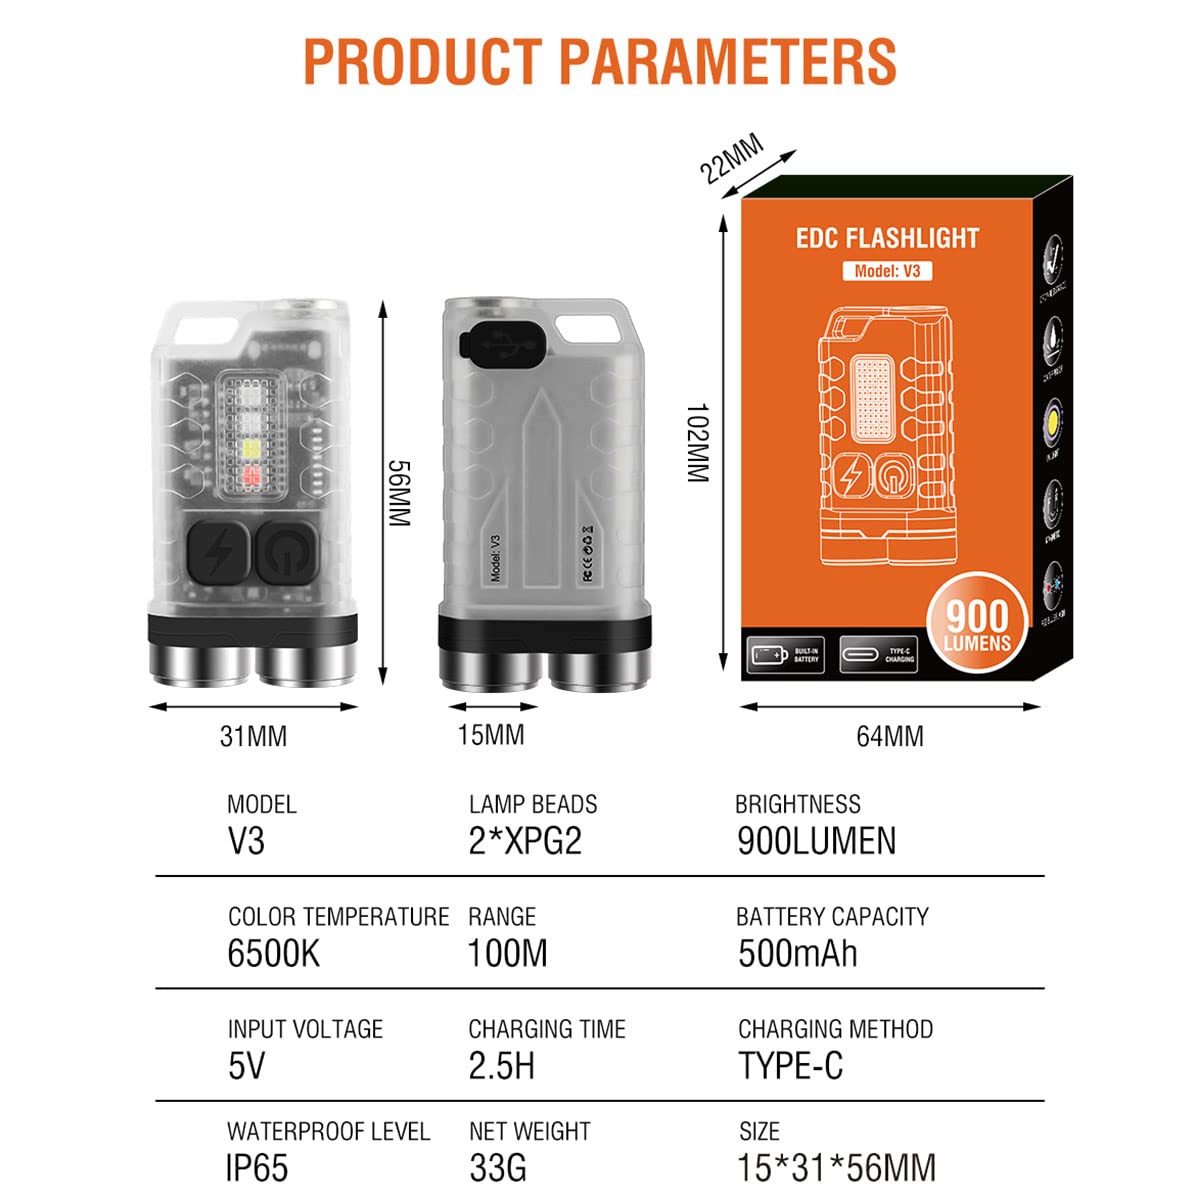 PRODUCT PARAMETERS
22MM
EDC FLASHLIGHT
Model: V3
102MM
56MM
Model: V3
FC CE
900
LUMENS
BUILT-IN
BATTERY
TYPE-C
CHARGING
31MM
15MM
64MM
MODEL
V3
LAMP BEADS
2*XPG2
BRIGHTNESS
900LUMEN
COLOR TEMPERATURE
6500K
RANGE
100M
BATTERY CAPACITY
500mAh
INPUT VOLTAGE
5V
CHARGING TIME
2.5H
CHARGING METHOD
TYPE-C
WATERPROOF LEVEL
IP65
NET WEIGHT
33G
SIZE
15*31*56MM